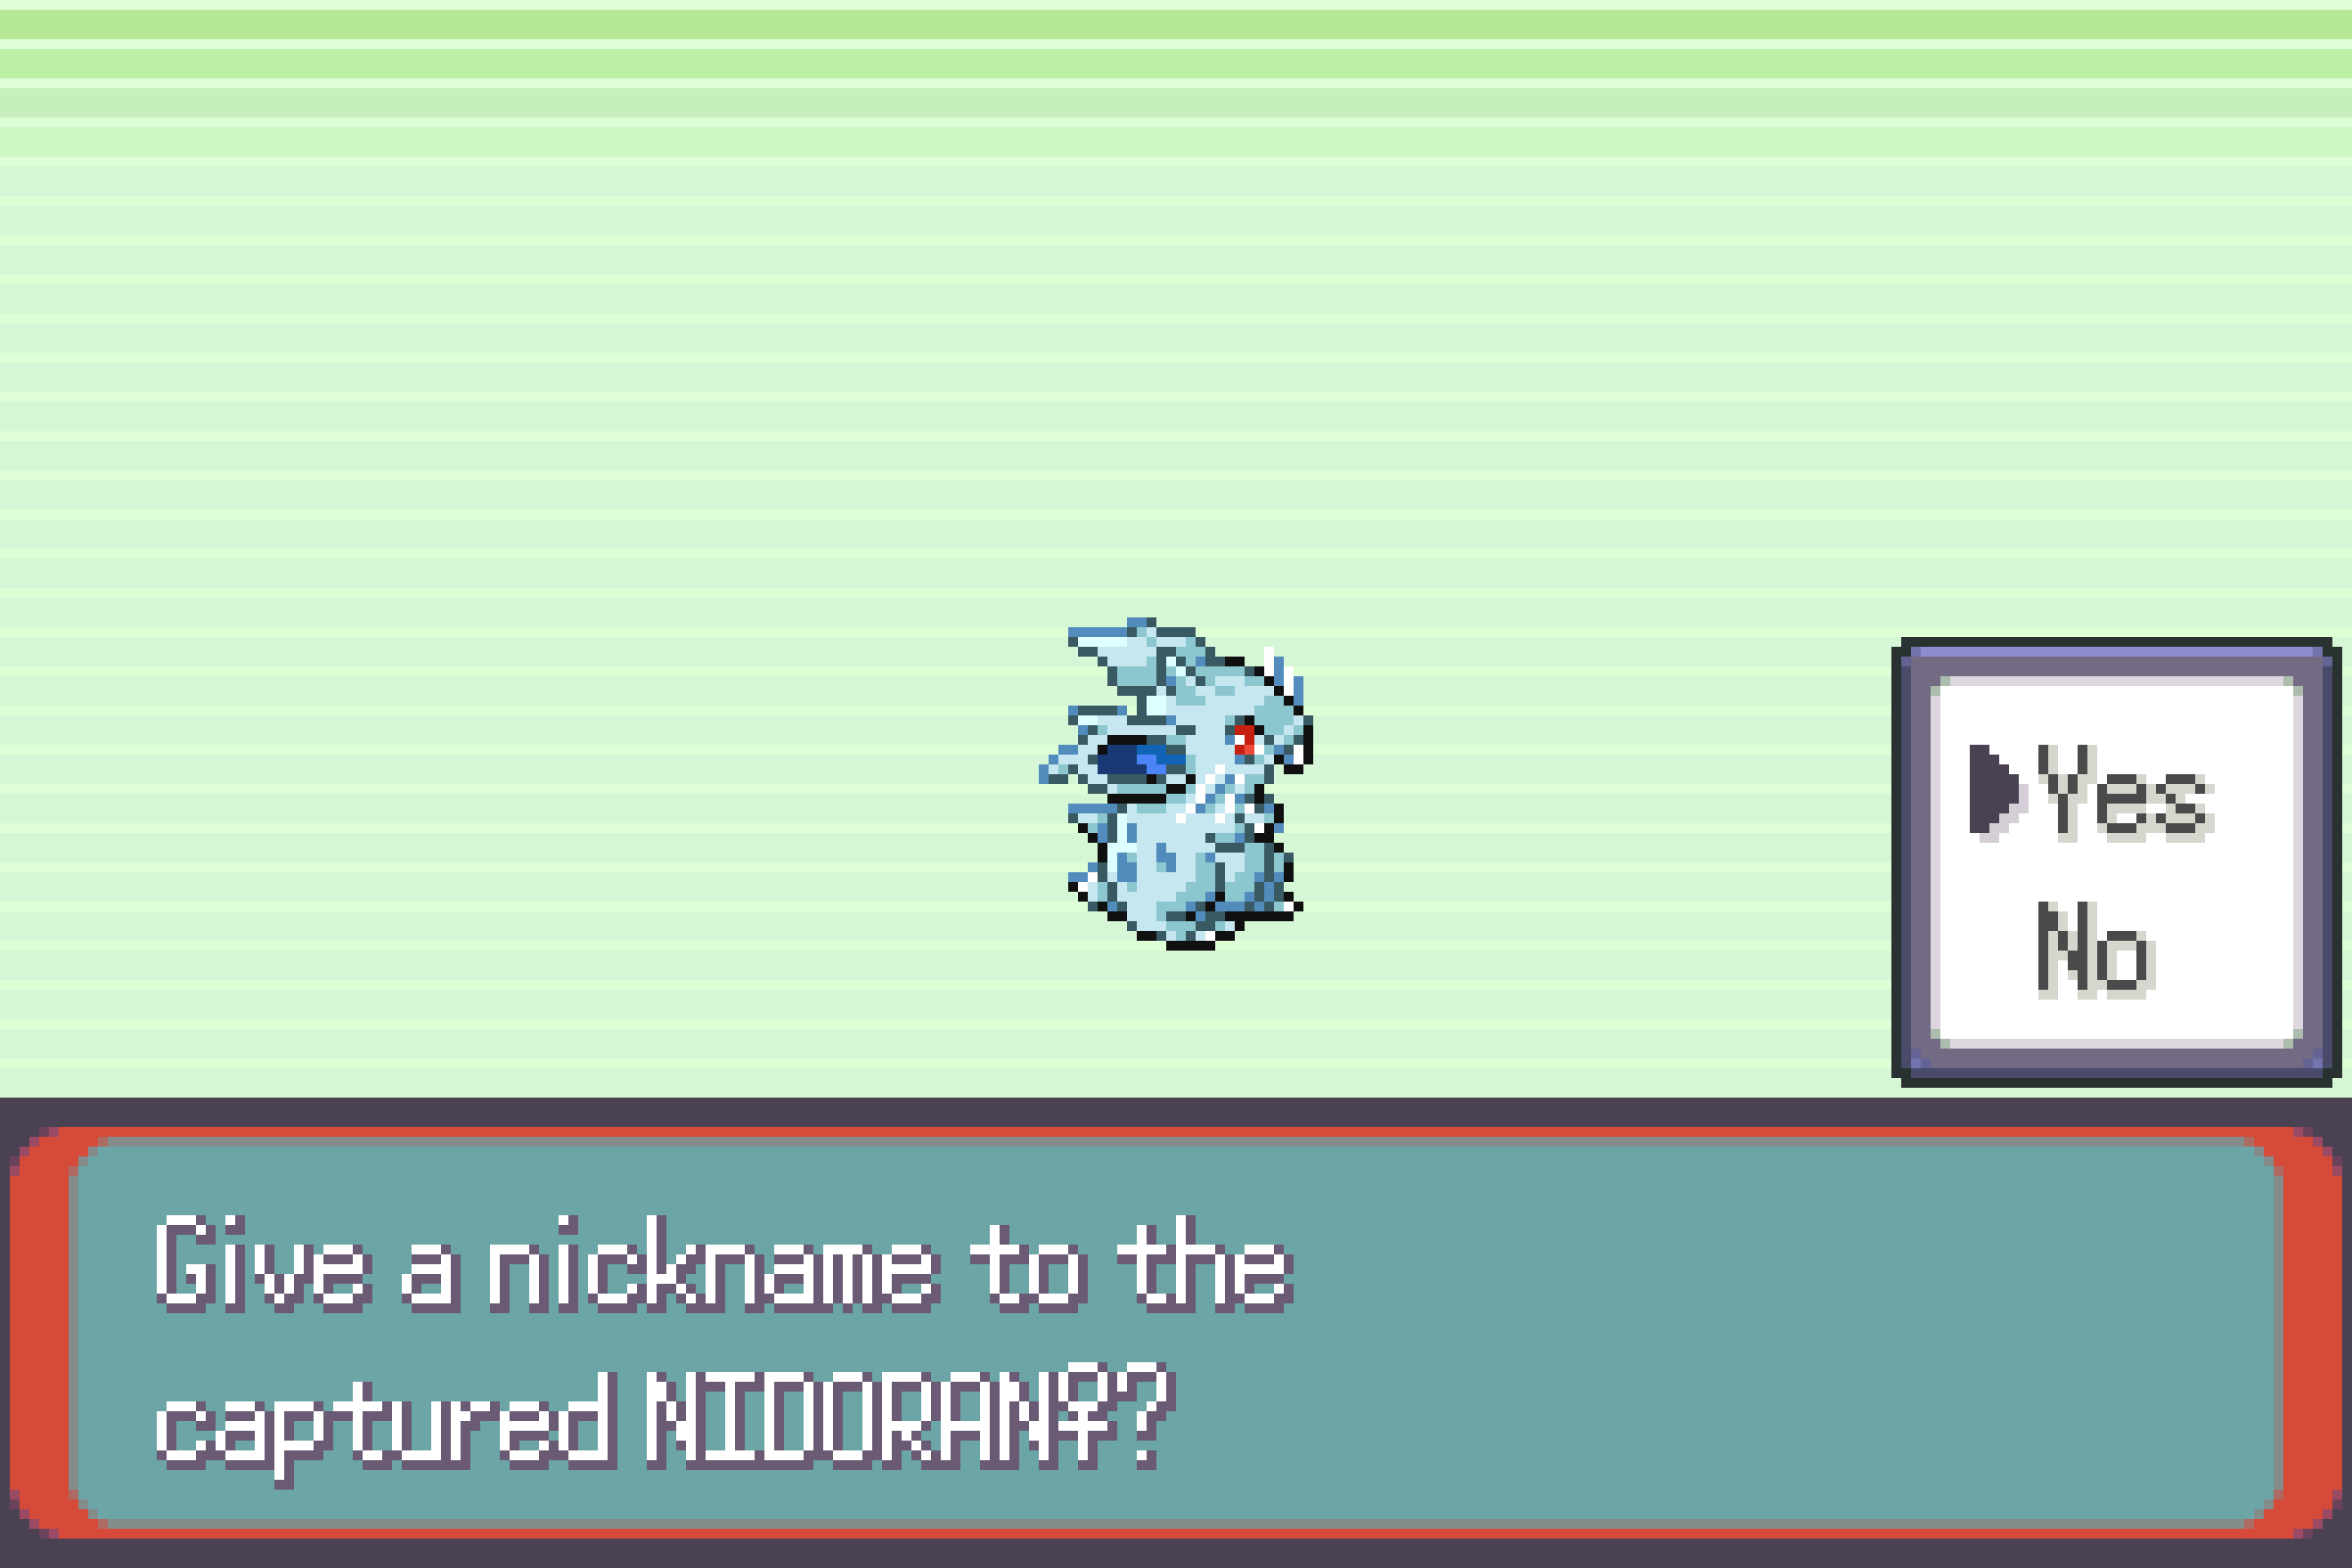 Yes
No
Give a nickname to the
captured NIDORAN♀?